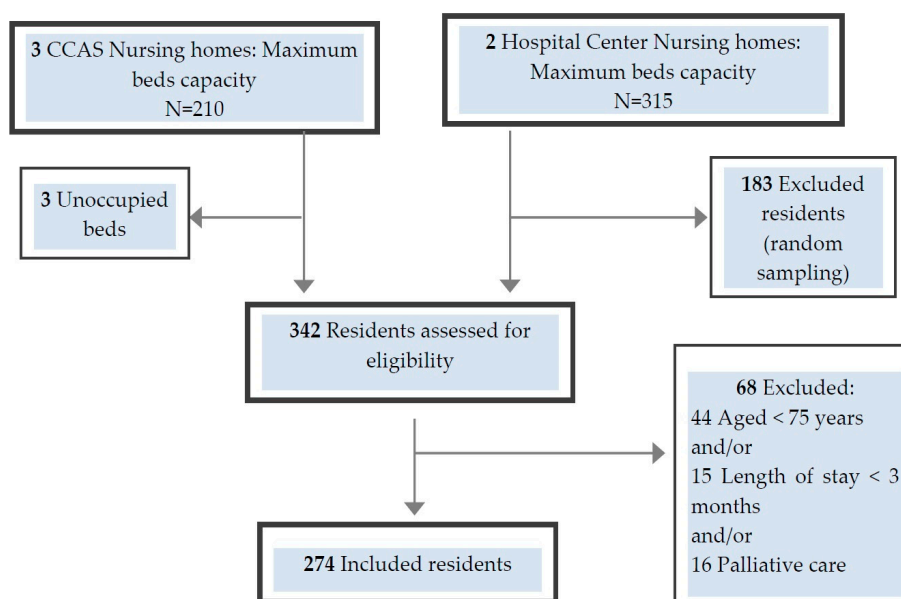 3 CCAS Nursing homes: Maximum
beds capacity
N=210
2 Hospital Center Nursing homes:
Maximum beds capacity
N=315
3 Unoccupied
beds
183 Excluded
residents
(random
sampling)
342 Residents assessed for
eligibility
68 Excluded:
44 Aged < 75 years
and/or
15 Length of stay < 3
months
and/or
16 Palliative care
274 Included residents